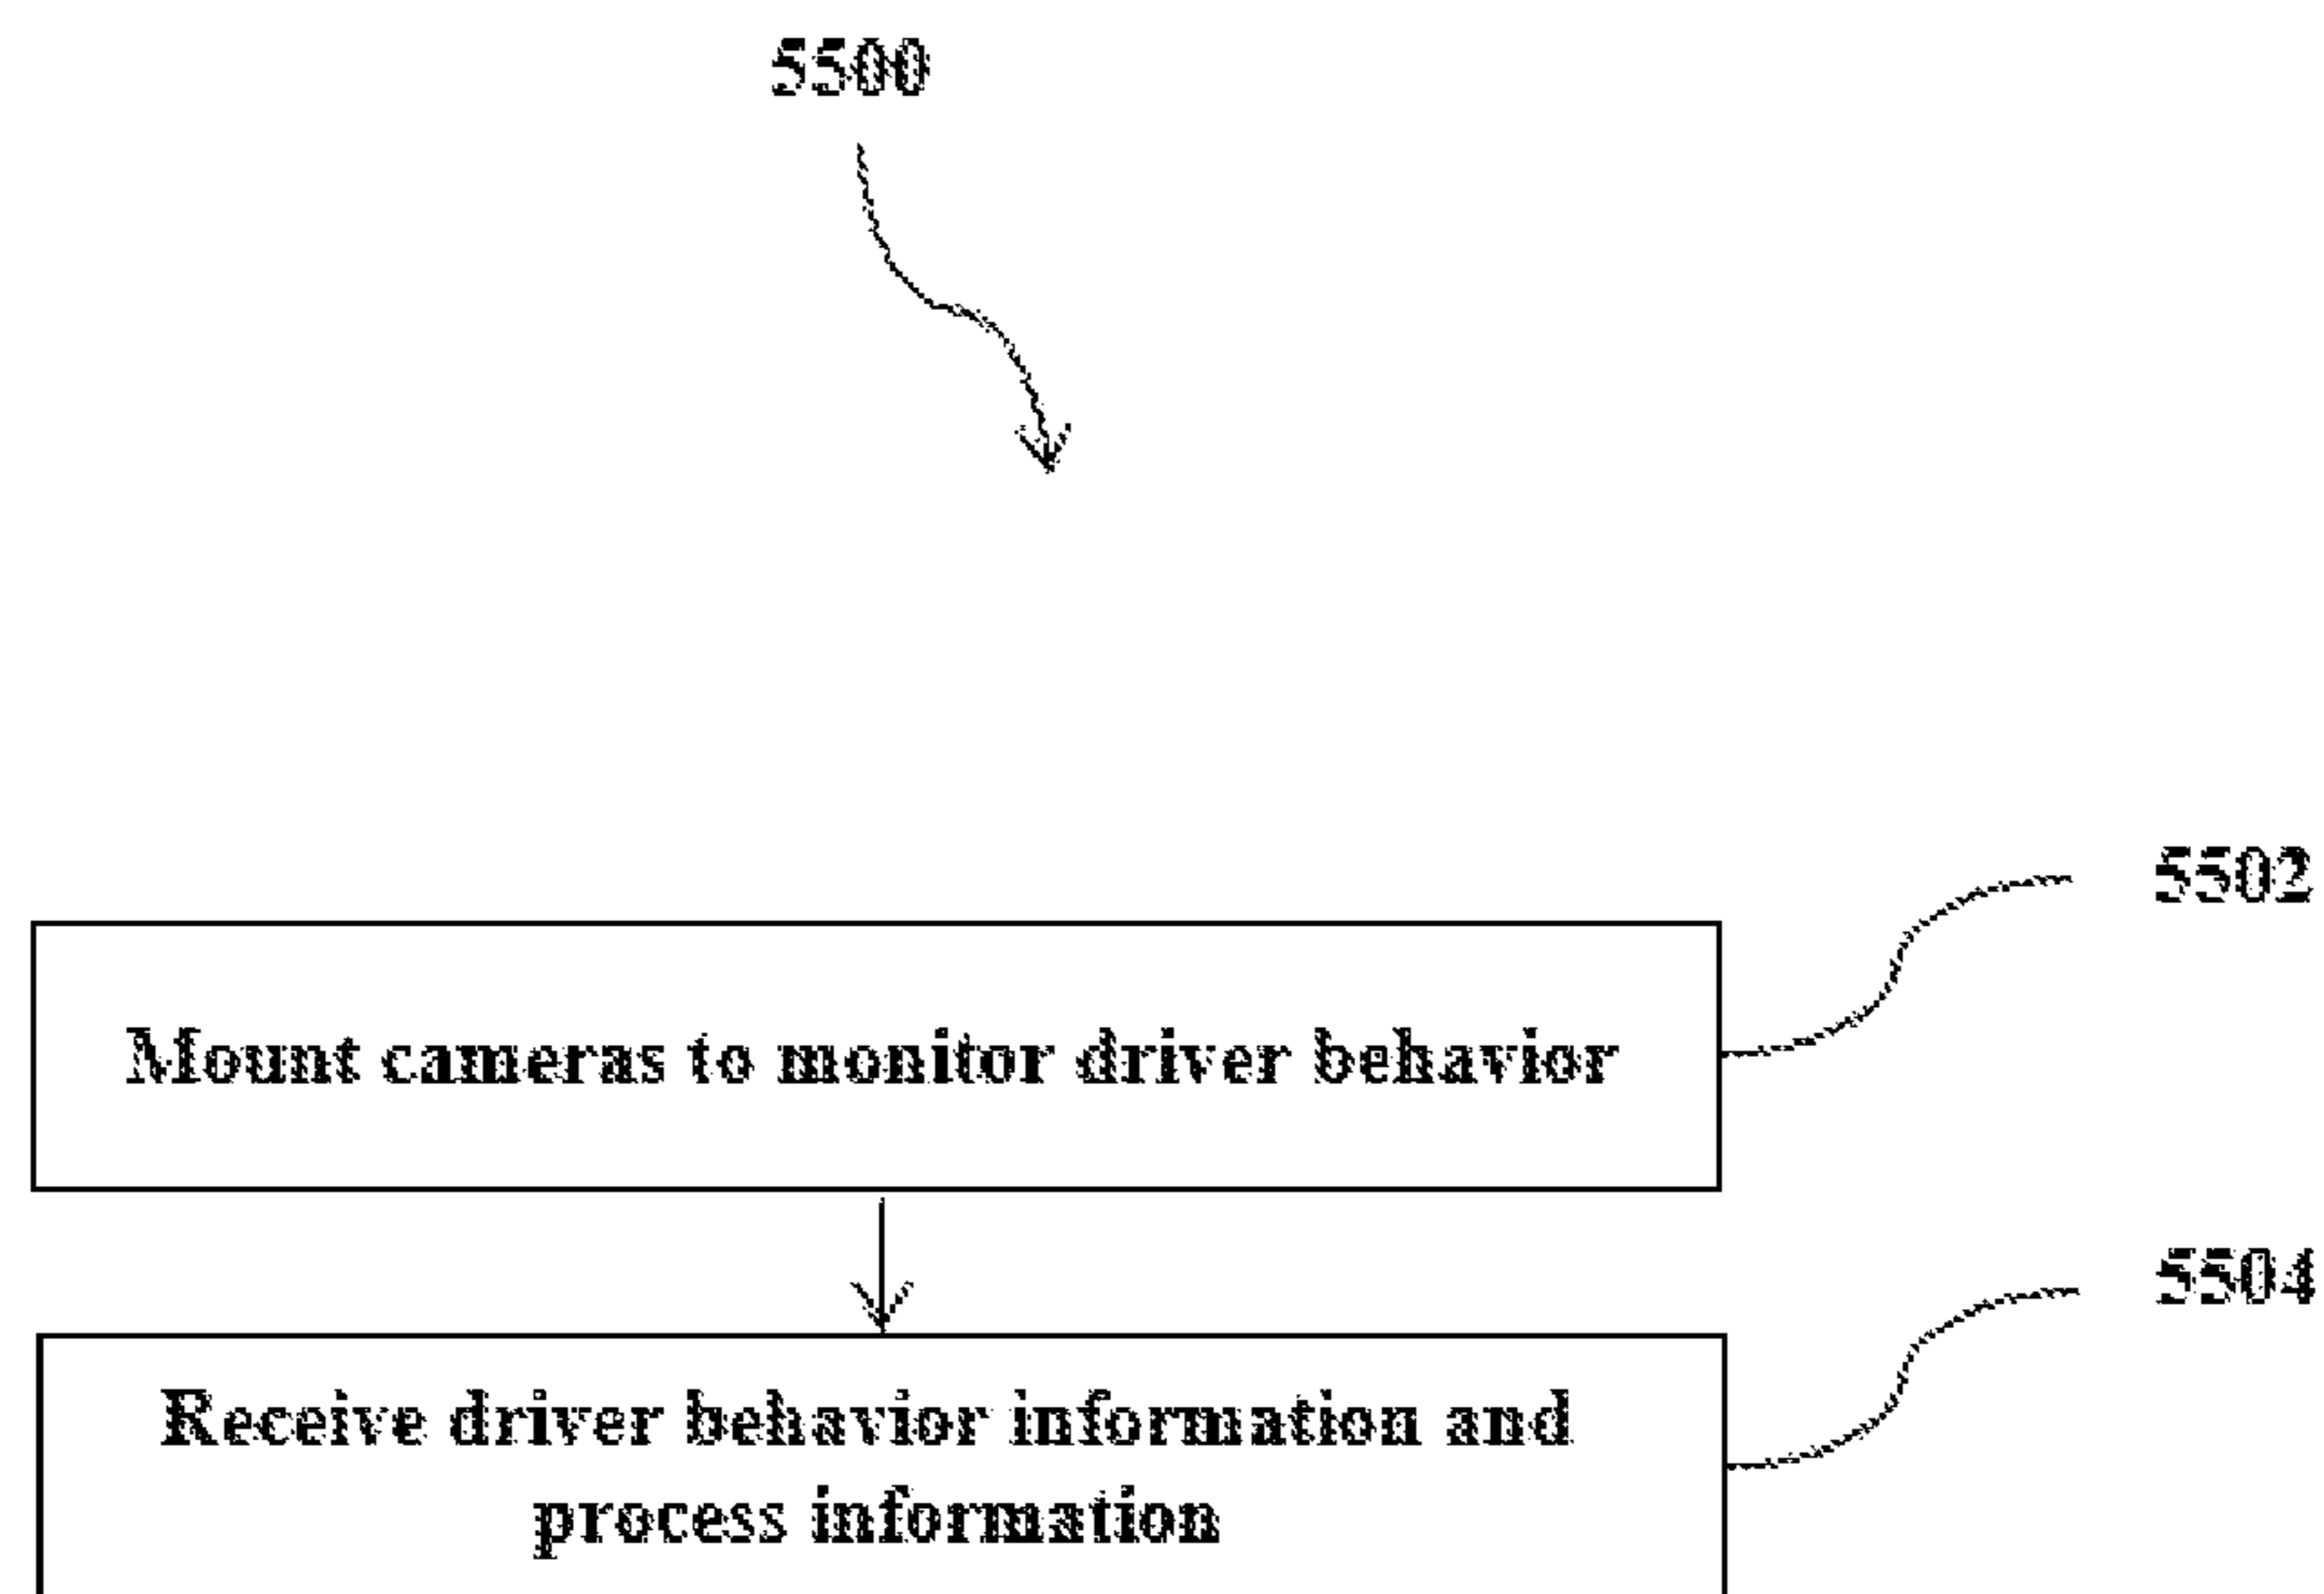 5500
5502
Mount cameras to monitor driver behavior
5504
Receive driver behavior information and
process information